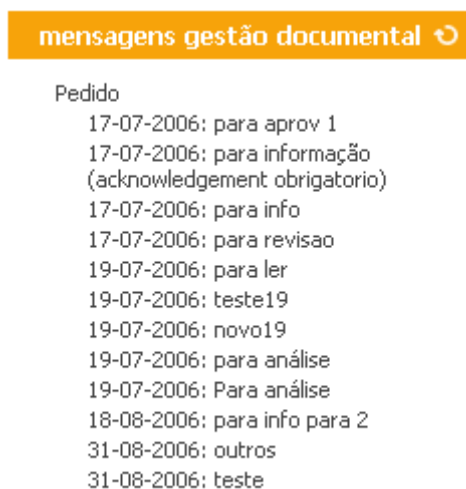 mensagens gestão documental
Pedido
17-07-2006: para aprov 1
17-07-2006: para informação
(acknowledgement obrigatorio)
17-07-2006: para info
17-07-2006: para revisao
19-07-2006: para ler
19-07-2006: teste19
19-07-2006: novo19
19-07-2006: para análise
19-07-2006: Para análise
18-08-2006: para info para 2
31-08-2006: outros
31-08-2006: teste